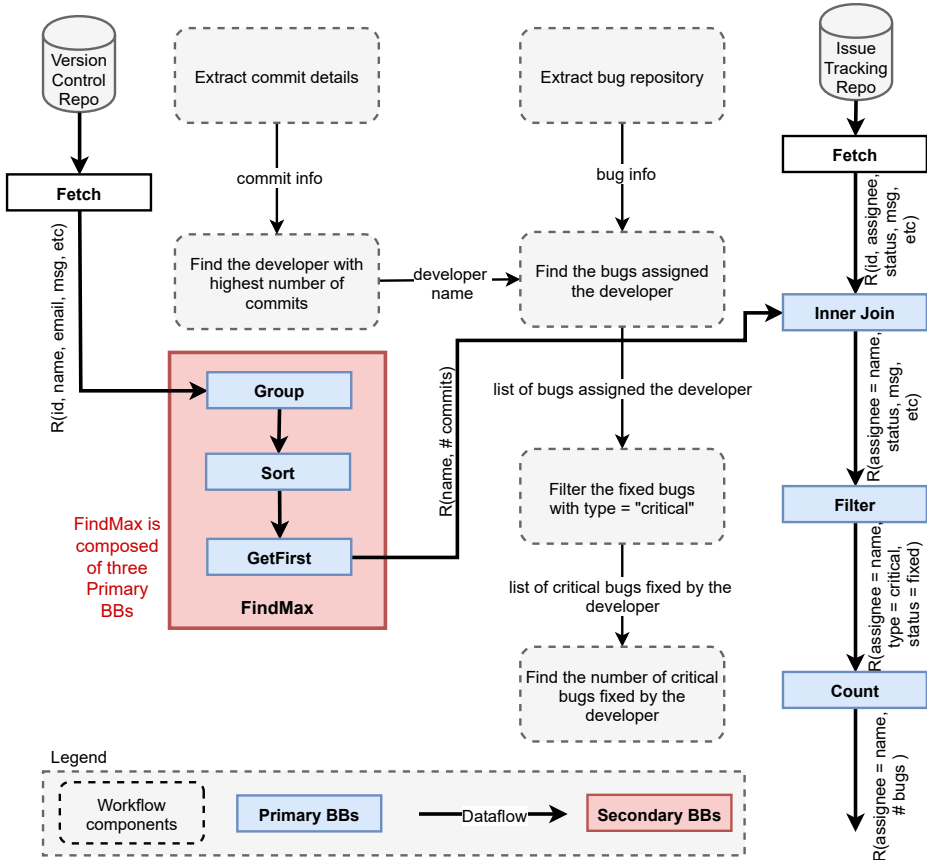 Version
Control
Repo
Extract commit details
Extract bug repository
Issue
Tracking
Repo
Fetch
commit info
bug info
Fetch
R(id, name, email, msg, etc)
Find the developer with
highest number of
commits
developer
name
Find the bugs assigned
the developer
R(id, assignee,
status, msg,
etc)
Inner Join
Group
Sort
GetFirst
FindMax
FindMax is
composed
of three
Primary
BBs
R(name, # commits)
list of bugs assigned the developer
R(assignee = name,
status, msg,
etc)
Filter the fixed bugs
with type = "critical"
Filter
list of critical bugs fixed by the
developer
R(assignee = name,
type = critical,
status = fixed)
Find the number of critical
bugs fixed by the
developer
Count
R(assignee = name,
# bugs )
Legend
Workflow
components
Primary BBs
Dataflow
Secondary BBs